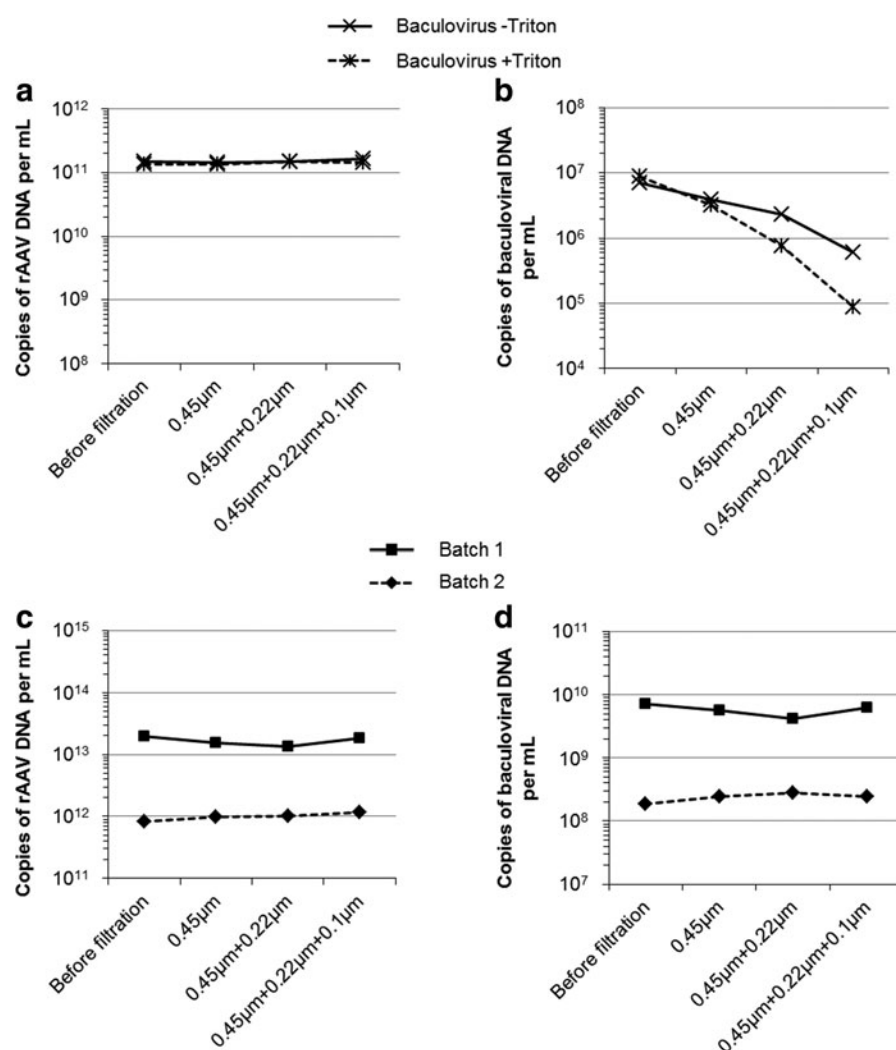 Baculovirus -Triton
Baculovirus +Triton
a
Copies of rAAV DNA per mL
10¹²
10¹¹
10¹⁰
10⁹
10⁸
Before filtration
0.45µm
0.45µm+0.22µm
0.45µm+0.22µm+0.1µm
b
Copies of baculoviral DNA
per mL
10⁸
10⁷
10⁶
10⁵
10⁴
Before filtration
0.45µm
0.45µm+0.22µm
0.45µm+0.22µm+0.1µm
Batch 1
Batch 2
c
Copies of rAAV DNA per mL
10¹⁵
10¹⁴
10¹³
10¹²
10¹¹
Before filtration
0.45µm
0.45µm+0.22µm
0.45µm+0.22µm+0.1µm
d
Copies of baculoviral DNA
per mL
10¹¹
10¹⁰
10⁹
10⁸
10⁷
Before filtration
0.45µm
0.45µm+0.22µm
0.45µm+0.22µm+0.1µm